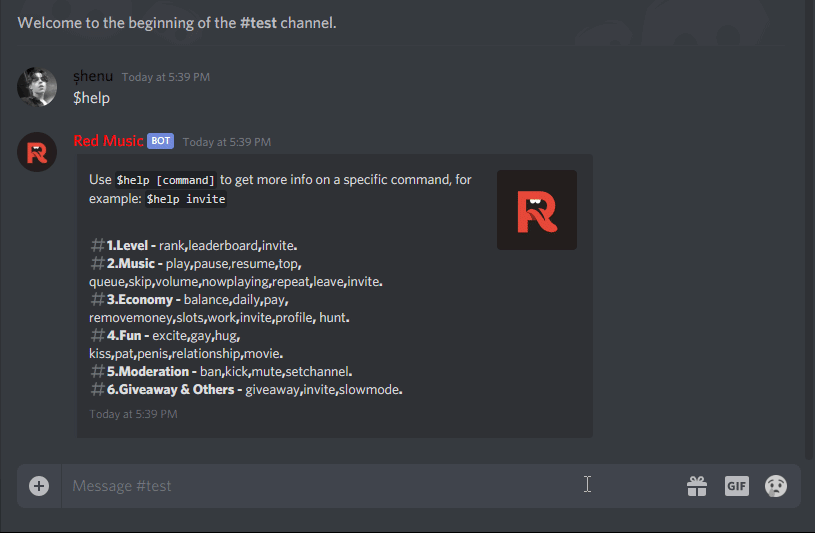 Welcome to the beginning of the #test channel.
șhenu Today at 5:39 PM
$help
Red Music BOT Today at 5:39 PM
Use $help [command] to get more info on a specific command, for
example: $help invite
#1.Level - rank,leaderboard,invite.
#2.Music - play,pause,resume,top,
queue,skip,volume,nowplaying,repeat,leave,invite.
#3.Economy - balance,daily,pay,
removemoney,slots,work,invite,profile, hunt.
#4.Fun - excite,gay,hug,
kiss,pat,penis,relationship,movie.
#5.Moderation - ban,kick,mute,setchannel.
#6.Giveaway & Others - giveaway,invite,slowmode.
Today at 5:39 PM
Message #test
GIF